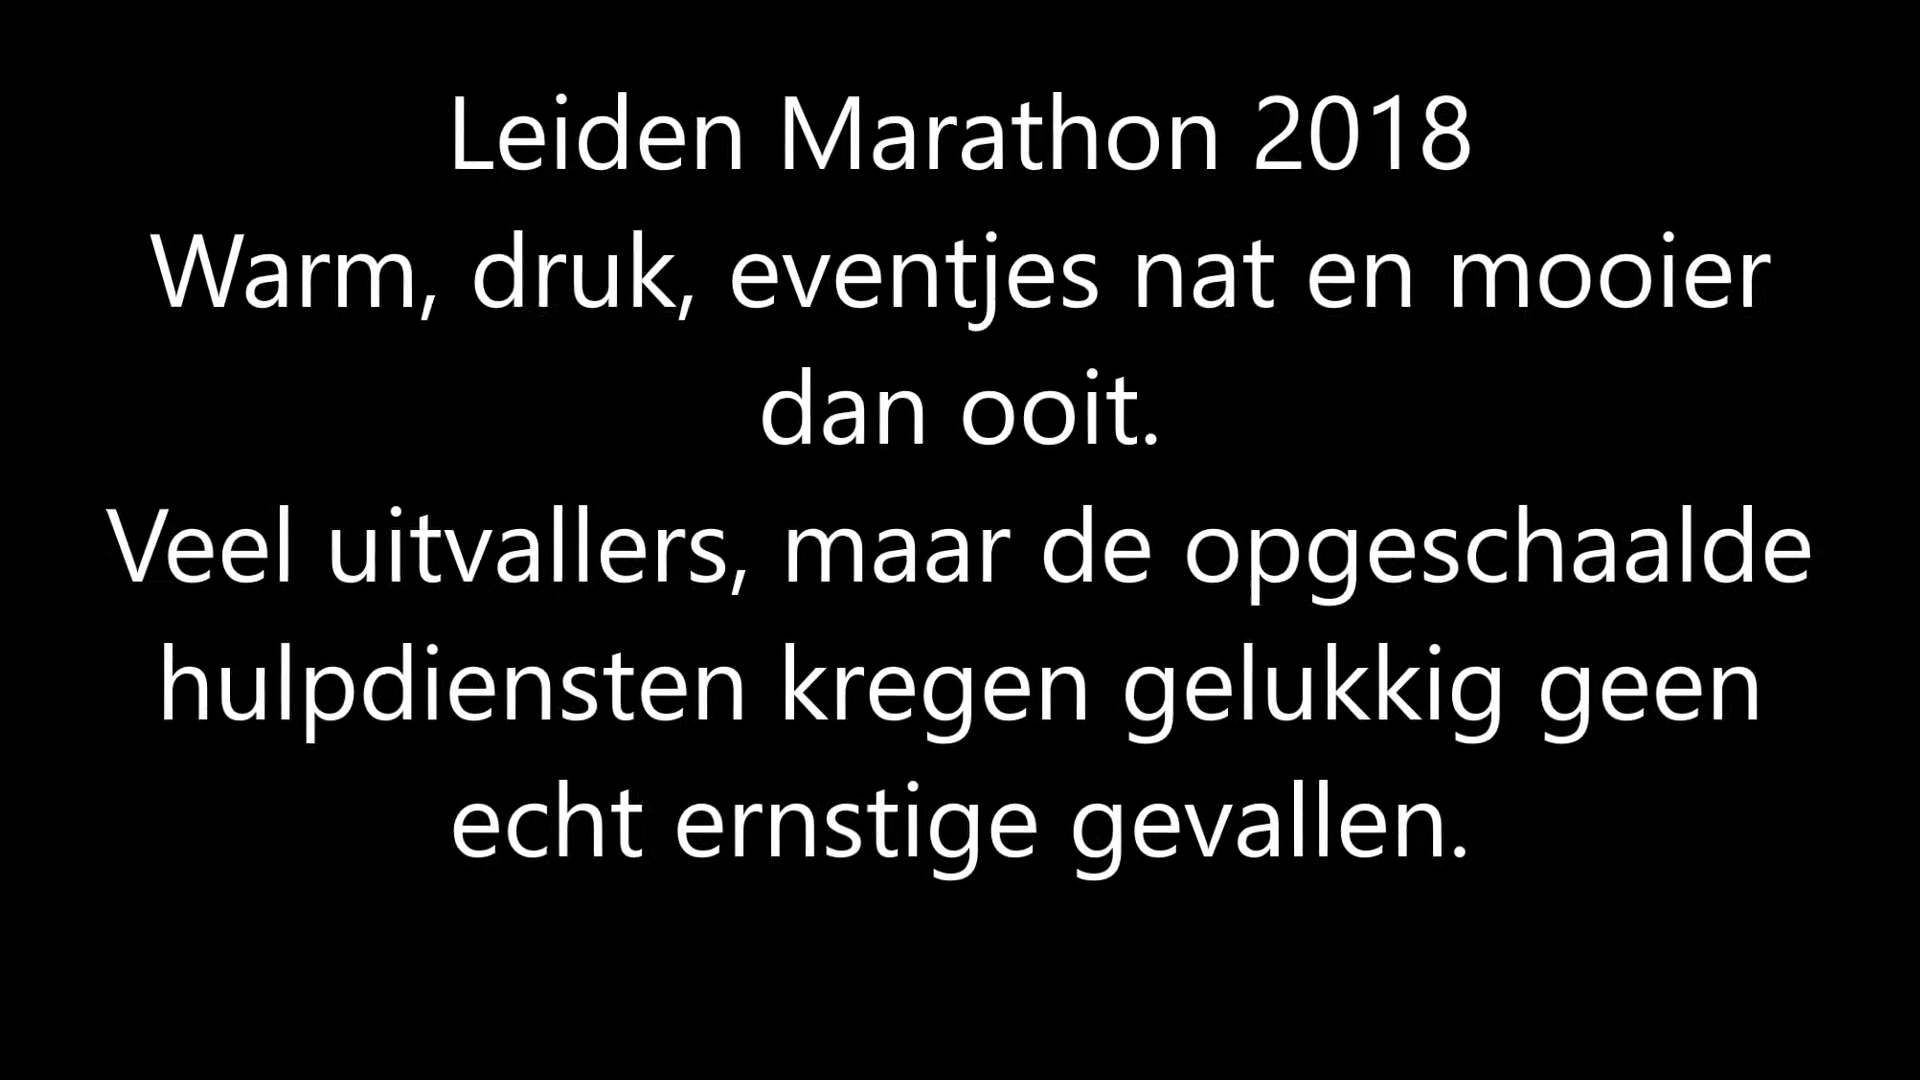 Leiden Marathon 2018
Warm, druk, eventjes nat en mooier
dan ooit.
Veel uitvallers, maar de opgeschaalde
hulpdiensten kregen gelukkig geen
echt ernstige gevallen.